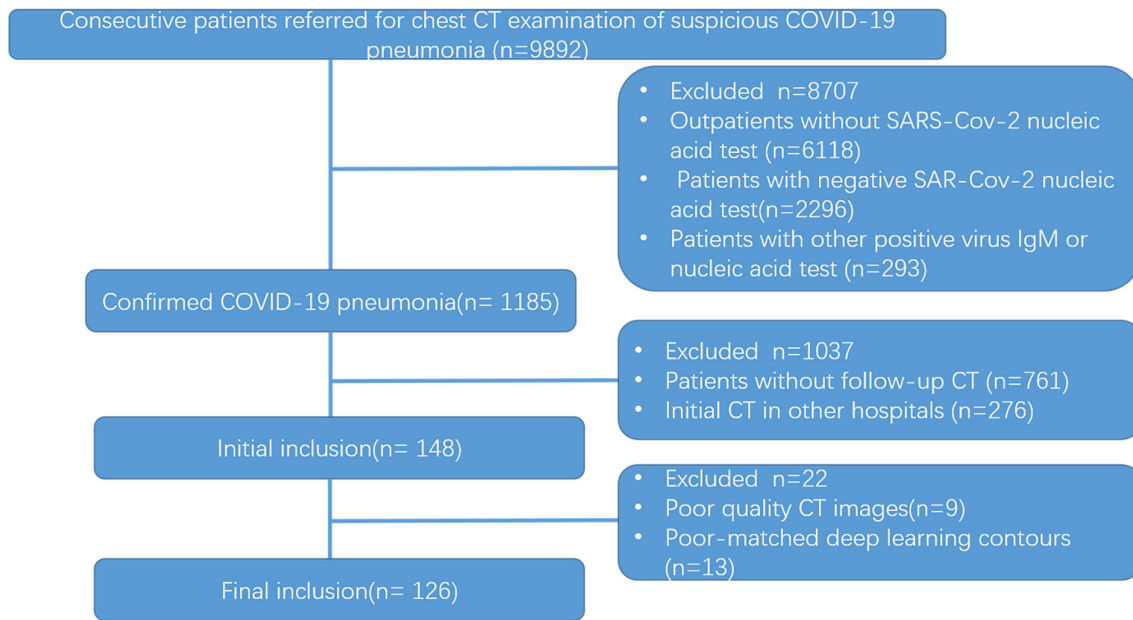 Consecutive patients referred for chest CT examination of suspicious COVID-19
pneumonia (n=9892)
• Excluded  n=8707
• Outpatients without SARS-Cov-2 nucleic
acid test (n=6118)
•  Patients with negative SAR-Cov-2 nucleic
acid test(n=2296)
• Patients with other positive virus IgM or
nucleic acid test (n=293)
Confirmed COVID-19 pneumonia(n= 1185)
• Excluded  n=1037
• Patients without follow-up CT (n=761)
• Initial CT in other hospitals (n=276)
Initial inclusion(n= 148)
• Excluded  n=22
• Poor quality CT images(n=9)
• Poor-matched deep learning contours
(n=13)
Final inclusion(n= 126)